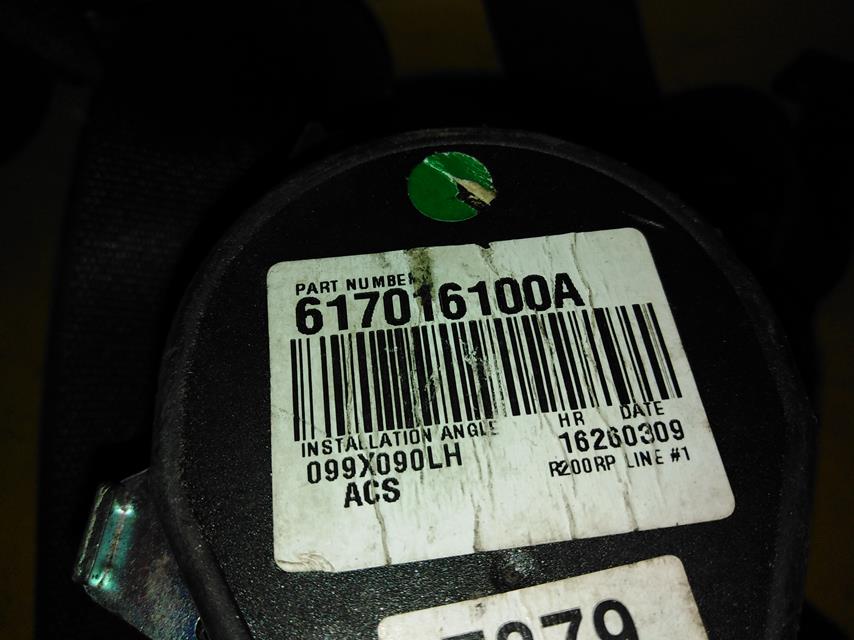 PART NUMBER
617016100A
INSTALLATION ANGLE
HR DATE
099X090LH
16260309
ACS
R200RP LINE #1